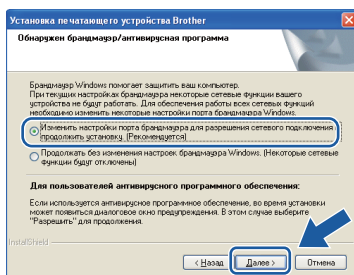 Установка печатающего устройства Brother
Обнаружен брандмауэр/антивирусная программа
Брандмауэр Windows помогает защитить ваш компьютер.
При текущих настройках брандмауэра некоторые сетевые функции вашего
устройства не будут работать. Для обеспечения работы всех сетевых функций
необходимо изменить некоторые настройки порта брандмауэра Windows.
Изменить настройки порта брандмауэра для разрешения сетевого подключения
продолжить установку. (Рекомендуется)
Продолжать без изменения настроек брандмауэра Windows. (Некоторые сетевые
функции будут отключены)
Для пользователей антивирусного программного обеспечения:
Если используется антивирусное программное обеспечение, во время установки
может появиться диалоговое окно предупреждения. В этом случае выберите
"Разрешить" для продолжения.
InstallShield
< Назад
Далее >
Отмена